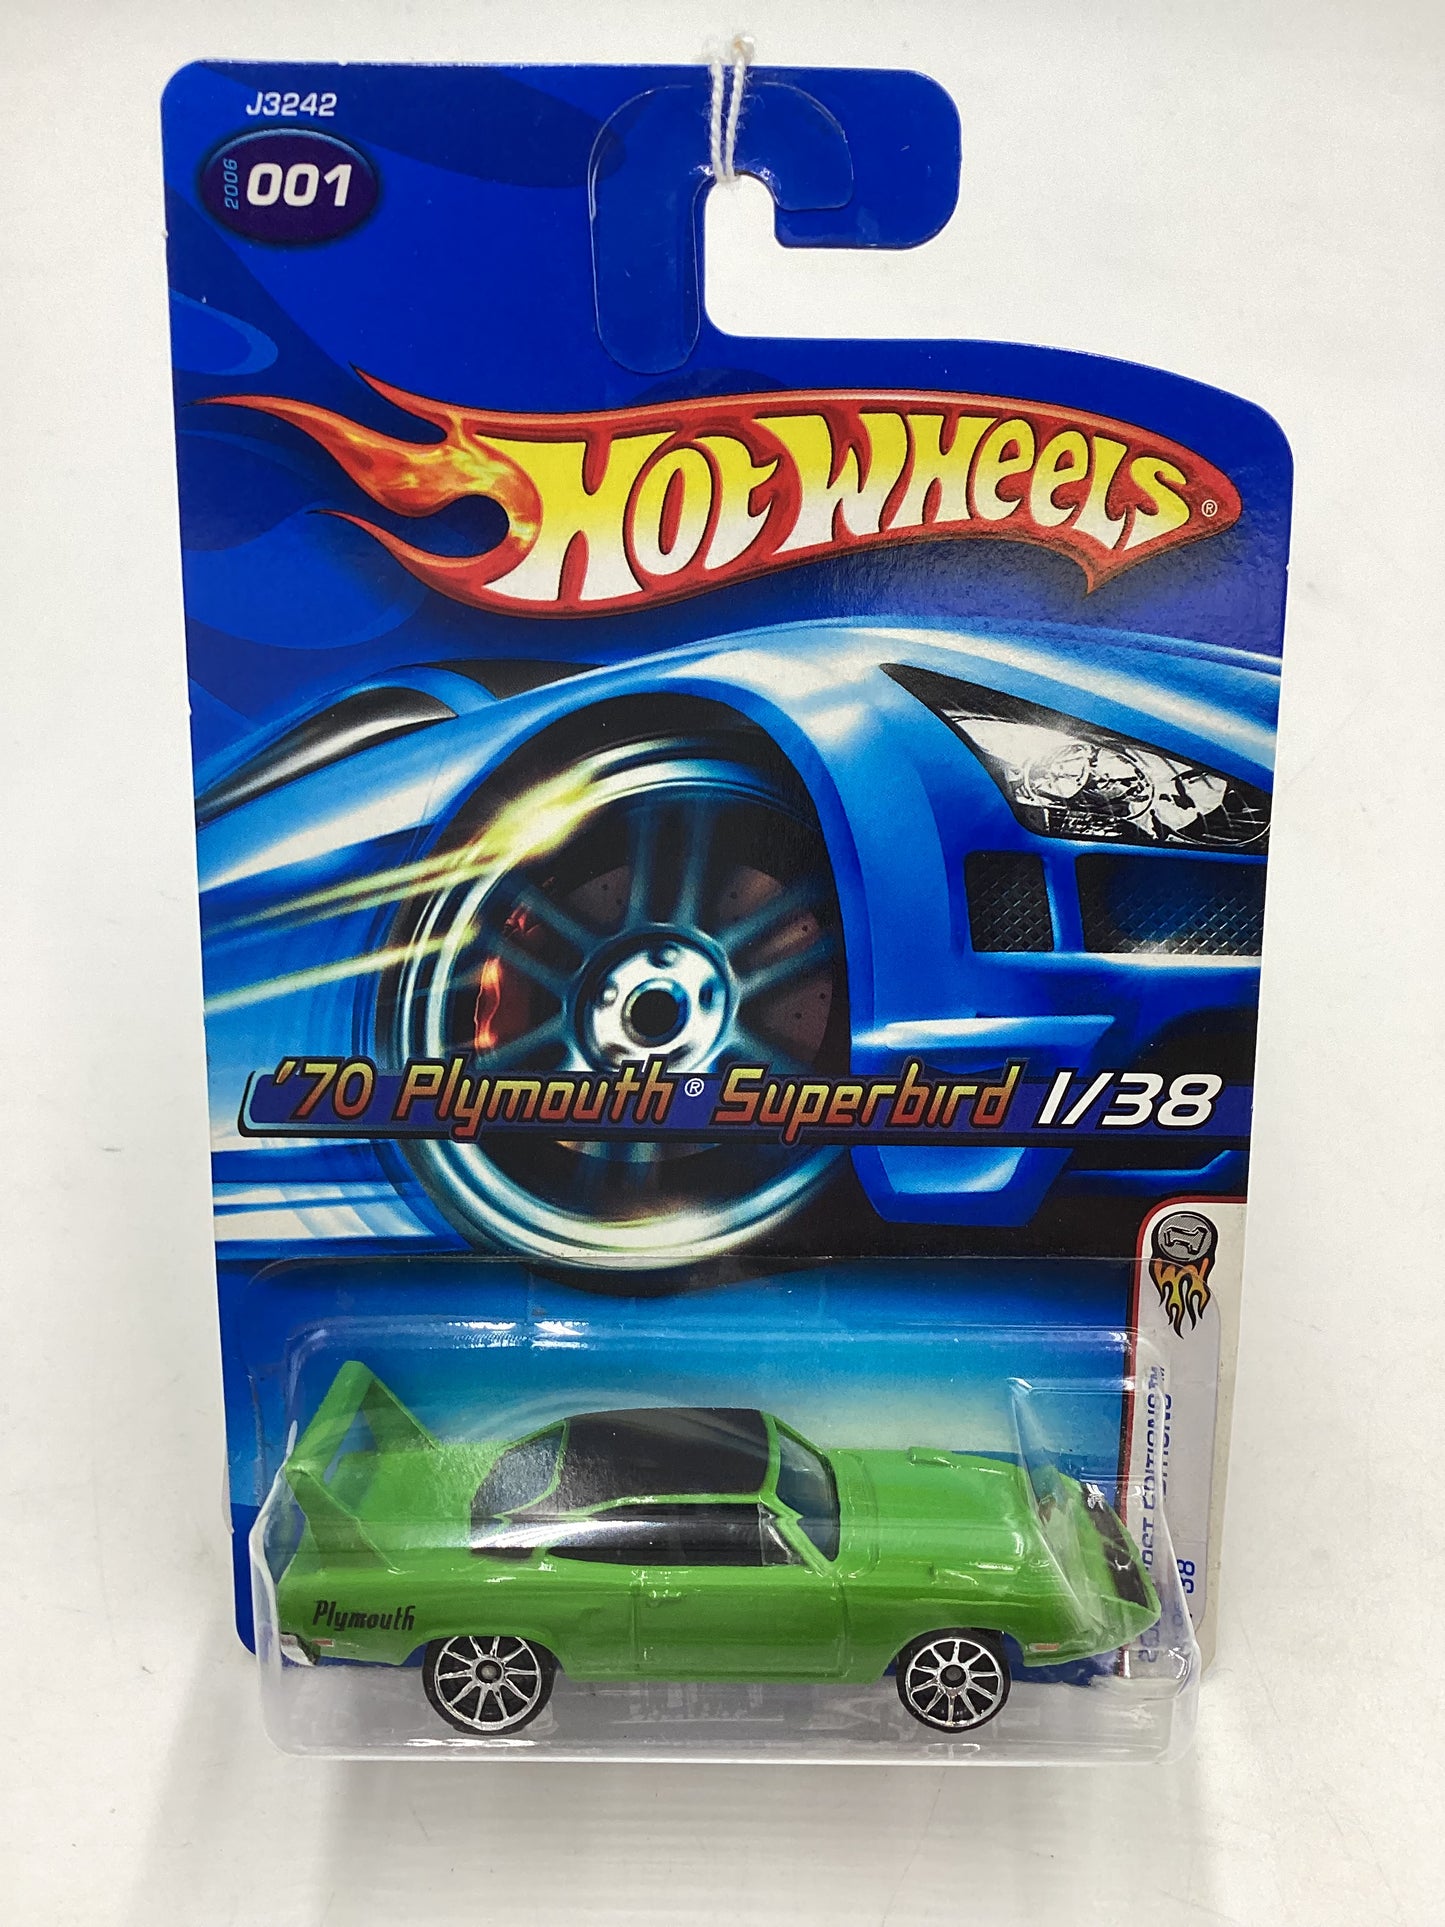 J3242
2006 001
HOT WHEELS®
'70 Plymouth® Superbird 1/38
Plymouth